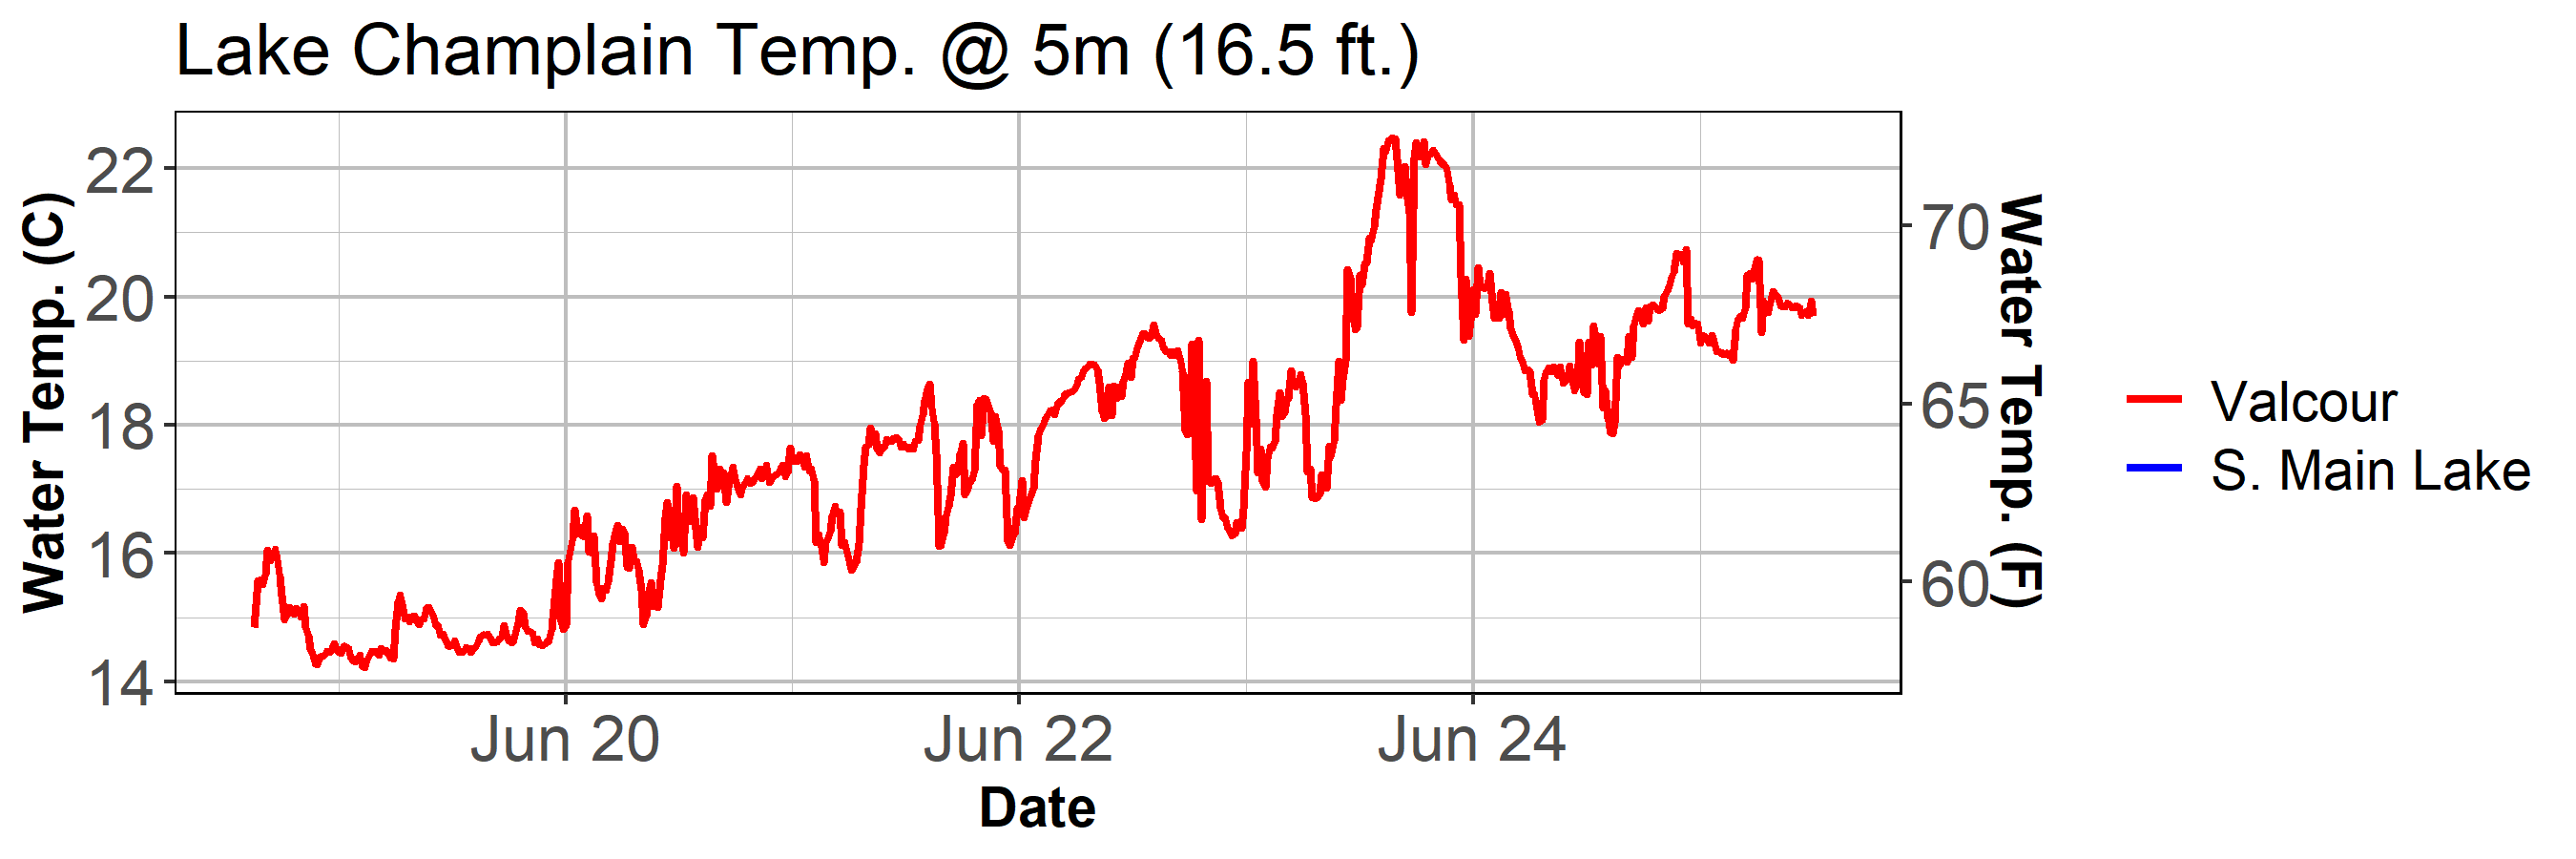 Lake Champlain Temp. @ 5m (16.5 ft.)
Water Temp. (C)
22
20
18
16
14
70
65
60
Water Temp. (F)
Jun 20
Jun 22
Jun 24
Date
Valcour
S. Main Lake